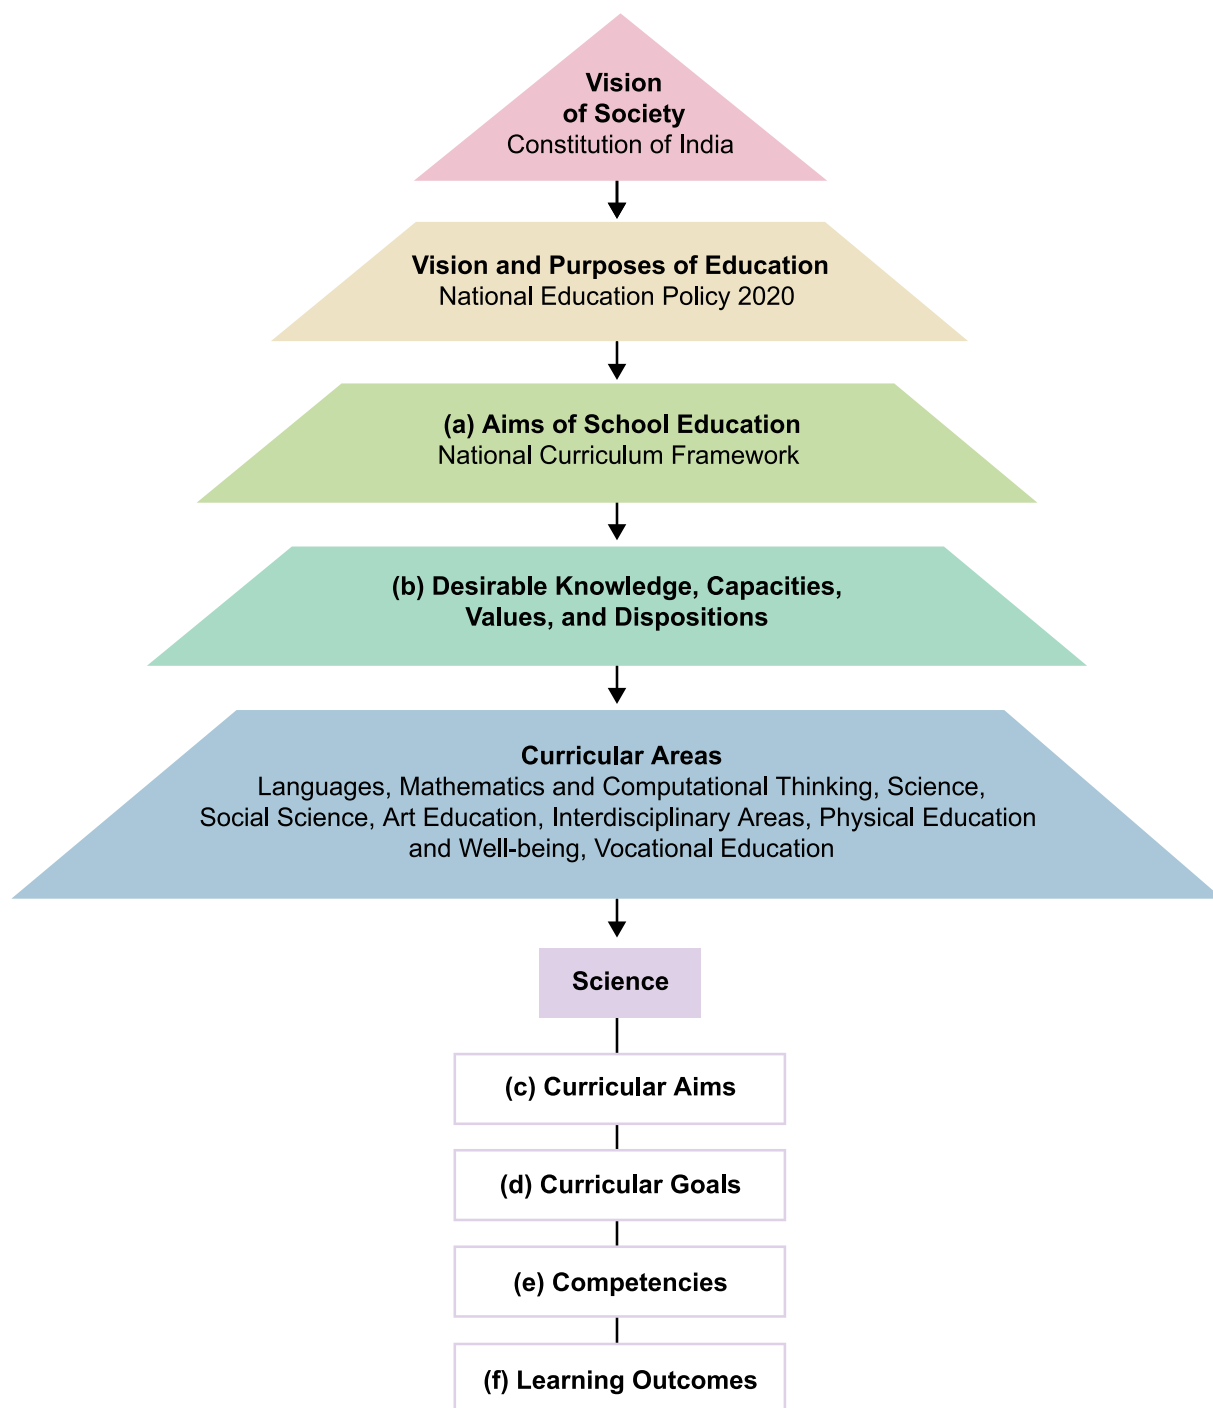 Vision
of Society
Constitution of India
Vision and Purposes of Education
National Education Policy 2020
(a) Aims of School Education
National Curriculum Framework
(b) Desirable Knowledge, Capacities,
Values, and Dispositions
Curricular Areas
Languages, Mathematics and Computational Thinking, Science,
Social Science, Art Education, Interdisciplinary Areas, Physical Education
and Well-being, Vocational Education
Science
(c) Curricular Aims
(d) Curricular Goals
(e) Competencies
(f) Learning Outcomes